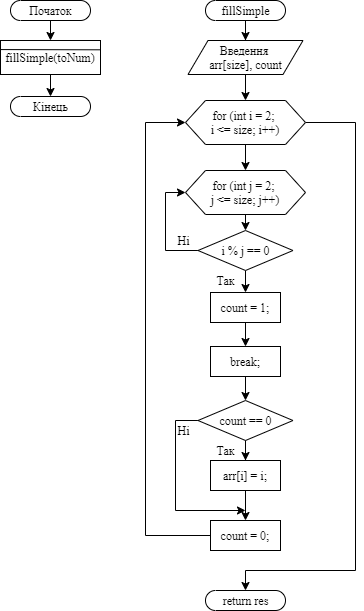 Початок
fillSimple(toNum)
Кінець
fillSimple
Введення
arr[size], count
for (int i = 2;
i <= size; i++)
for (int j = 2;
j <= size; j++)
Ні
i % j == 0
Так
count = 1;
break;
count == 0
Ні
Так
arr[i] = i;
count = 0;
return res